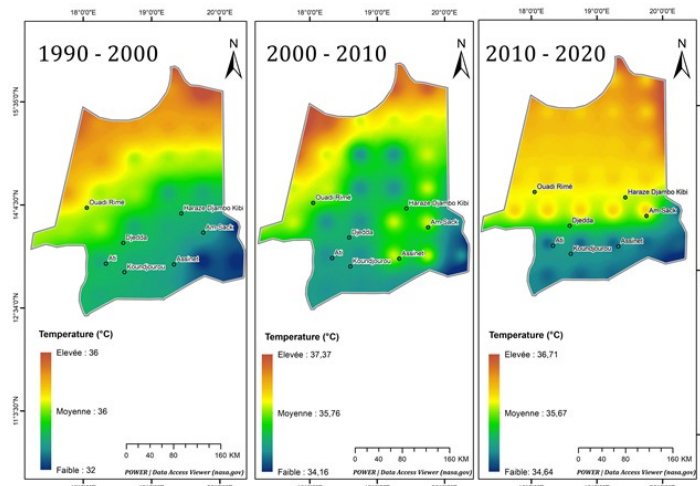 18°0'0"E 19°0'0"E 20°0'0"E
1990 - 2000
N
Ouadi Rimé
Haraze Djambo Kibi
Am-Sack
Djedda
Ati
Assinet
Koundjourou
Temperature (°C)
Elevée : 36
Moyenne : 36
Faible : 32
0 40 80 160 KM
POWER | Data Access Viewer (nasa.gov)
18°0'0"E 19°0'0"E 20°0'0"E
2000 - 2010
N
Ouadi Rimé
Haraze Djambo Kibi
Am-Sack
Djedda
Ati
Assinet
Koundjourou
Temperature (°C)
Elevée : 37,37
Moyenne : 35,76
Faible : 34,16
0 40 80 160 KM
POWER | Data Access Viewer (nasa.gov)
18°0'0"E 19°0'0"E 20°0'0"E
2010 - 2020
N
Ouadi Rimé
Haraze Djambo Kibi
Am-Sack
Djedda
Ati
Assinet
Koundjourou
Temperature (°C)
Elevée : 36,71
Moyenne : 35,67
Faible : 34,64
0 40 80 160 KM
POWER | Data Access Viewer (nasa.gov)